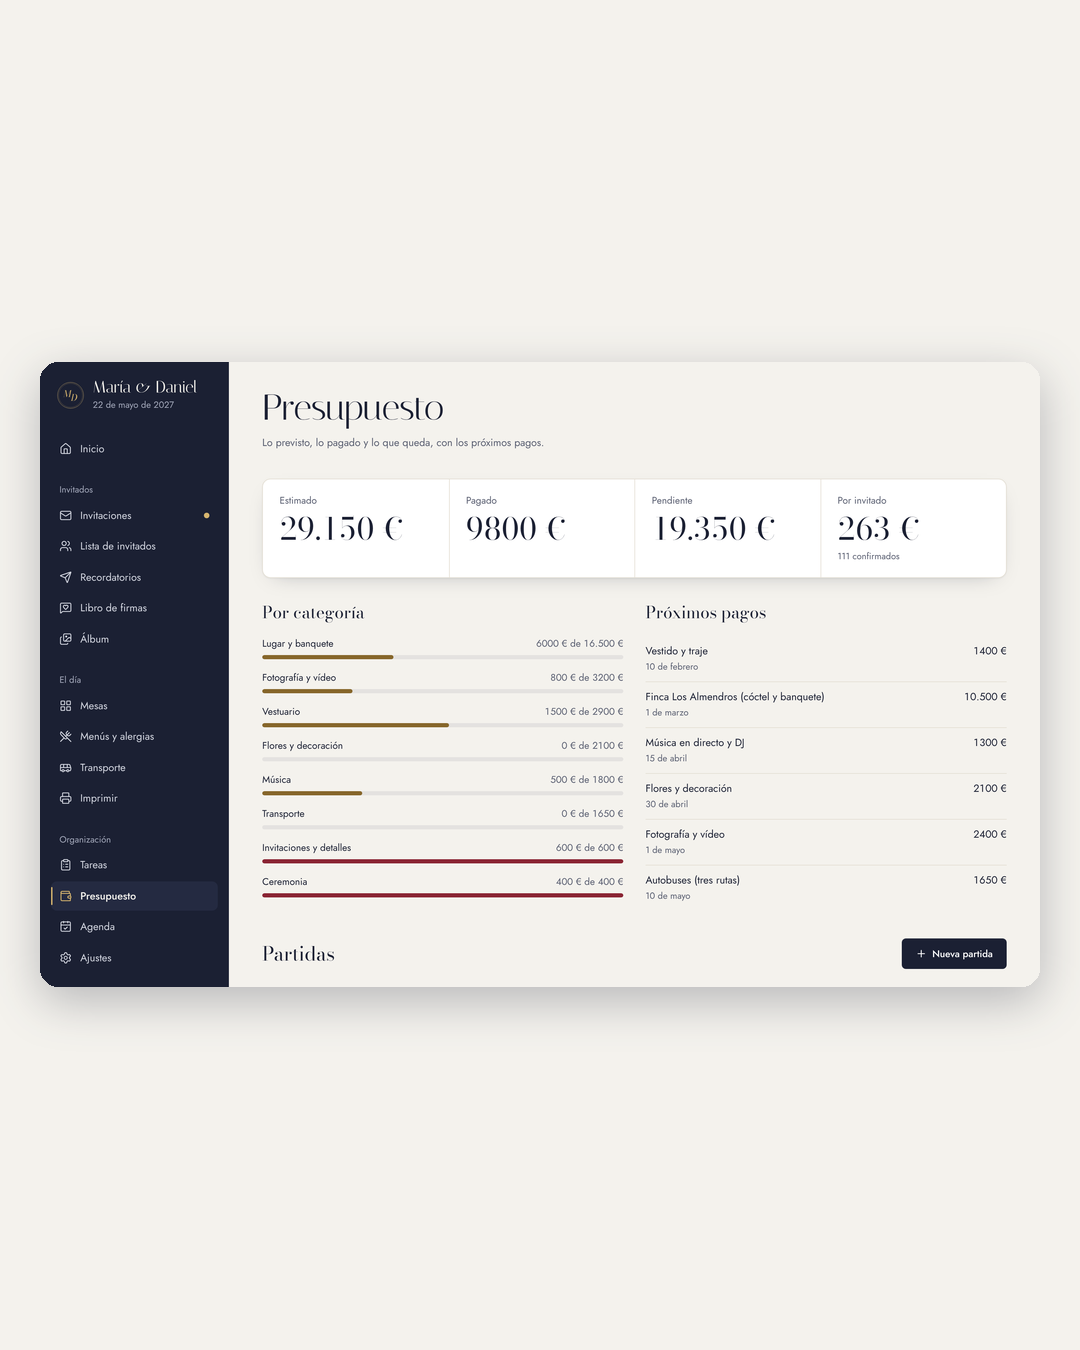 MD
María & Daniel
22 de mayo de 2027
Inicio
Invitados
Invitaciones
Lista de invitados
Recordatorios
Libro de firmas
Álbum
El día
Mesas
Menús y alergias
Transporte
Imprimir
Organización
Tareas
Presupuesto
Agenda
Ajustes
Presupuesto
Lo previsto, lo pagado y lo que queda, con los próximos pagos.
Estimado
29.150 €
Pagado
9800 €
Pendiente
19.350 €
Por invitado
263 €
111 confirmados
Por categoría
Lugar y banquete 6000 € de 16.500 €
Fotografía y vídeo 800 € de 3200 €
Vestuario 1500 € de 2900 €
Flores y decoración 0 € de 2100 €
Música 500 € de 1800 €
Transporte 0 € de 1650 €
Invitaciones y detalles 600 € de 600 €
Ceremonia 400 € de 400 €
Próximos pagos
Vestido y traje 1400 €
10 de febrero
Finca Los Almendros (cóctel y banquete) 10.500 €
1 de marzo
Música en directo y DJ 1300 €
15 de abril
Flores y decoración 2100 €
30 de abril
Fotografía y vídeo 2400 €
1 de mayo
Autobuses (tres rutas) 1650 €
10 de mayo
Partidas
+ Nueva partida